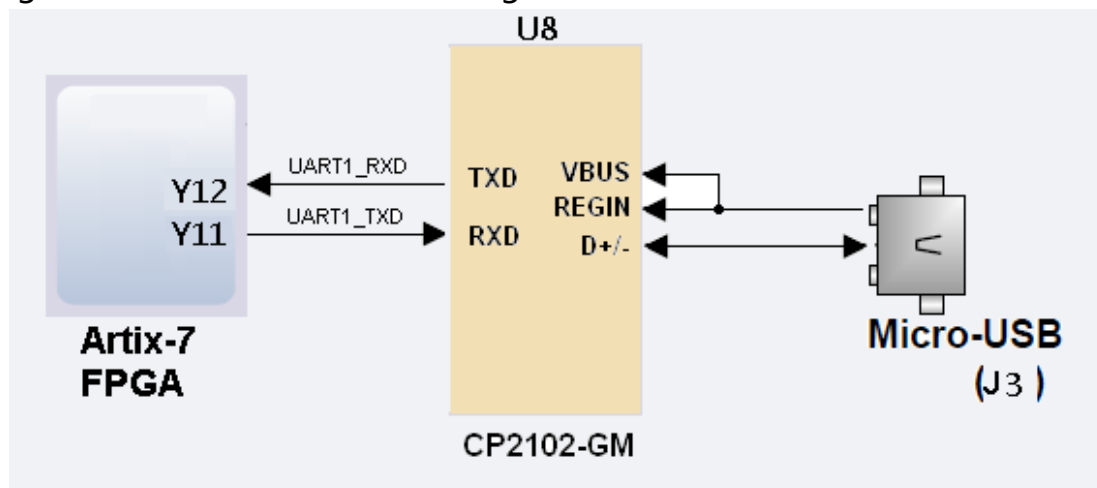 U8
UART1_RXD
Y12
TXD
VBUS
REGIN
UART1_TXD
Y11
RXD
D+/-
Artix-7
FPGA
Micro-USB
(J3 )
CP2102-GM